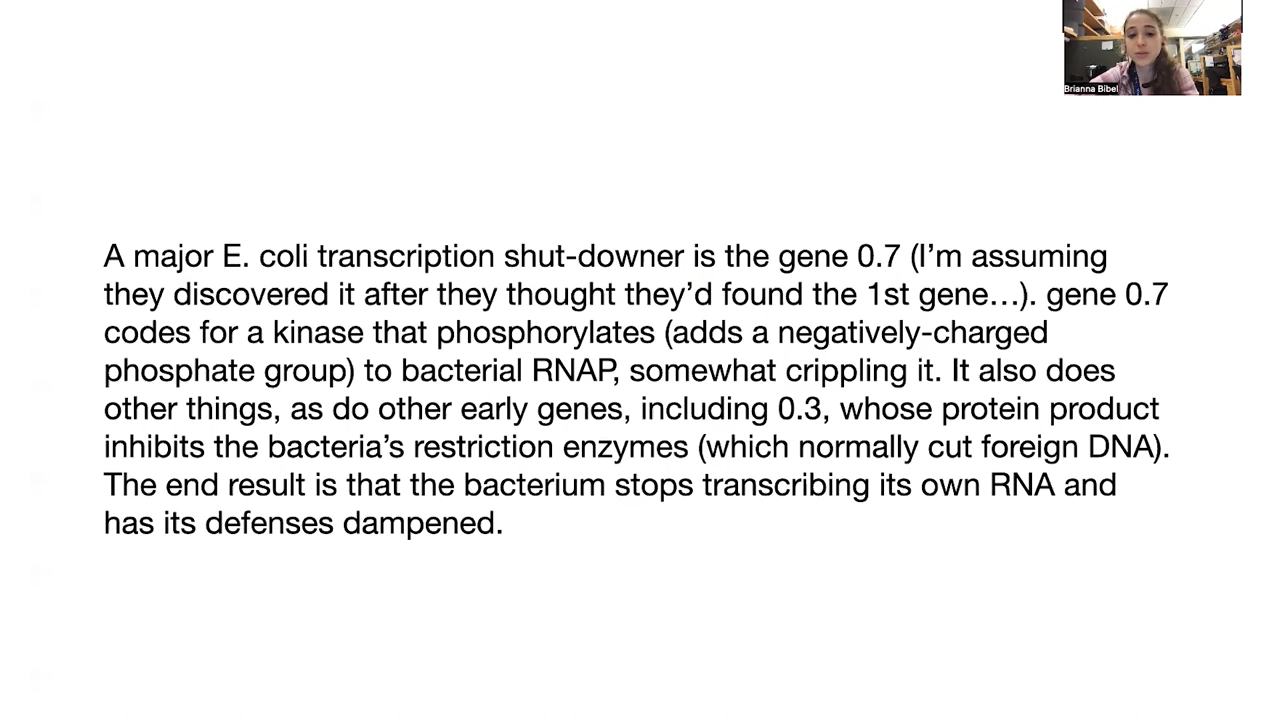 Brianna Bibel
A major E. coli transcription shut-downer is the gene 0.7 (I’m assuming
they discovered it after they thought they’d found the 1st gene…). gene 0.7
codes for a kinase that phosphorylates (adds a negatively-charged
phosphate group) to bacterial RNAP, somewhat crippling it. It also does
other things, as do other early genes, including 0.3, whose protein product
inhibits the bacteria’s restriction enzymes (which normally cut foreign DNA).
The end result is that the bacterium stops transcribing its own RNA and
has its defenses dampened.